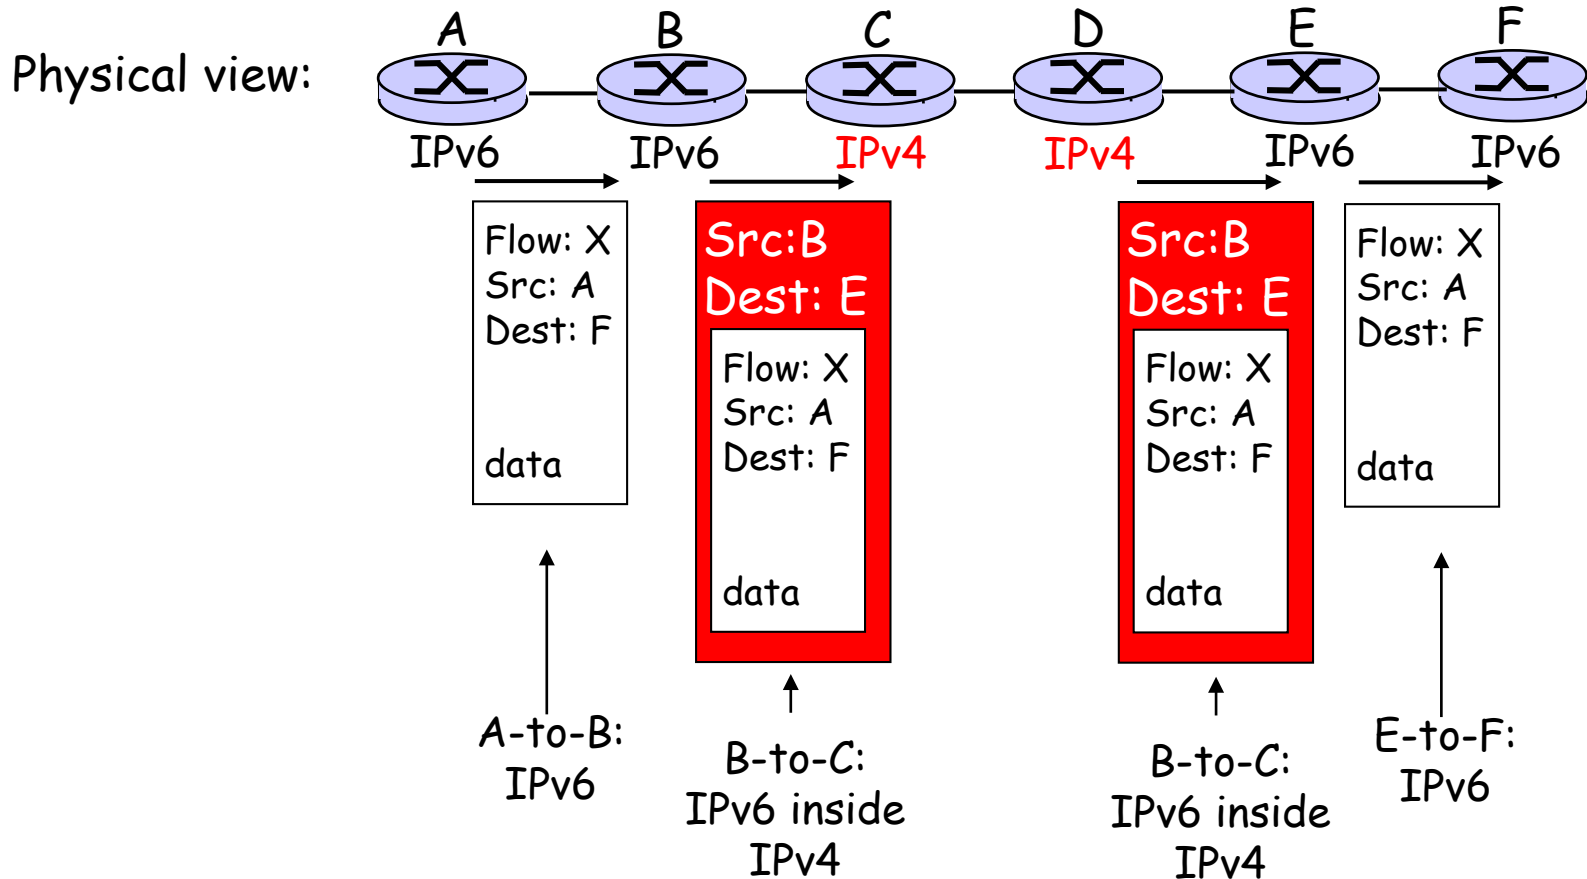 A B C D E F
Physical view:
IPv6 IPv6 IPv4 IPv4 IPv6 IPv6
Flow: X
Src: A
Dest: F
data
Src:B
Dest: E
Flow: X
Src: A
Dest: F
data
Src:B
Dest: E
Flow: X
Src: A
Dest: F
data
Flow: X
Src: A
Dest: F
data
A-to-B:
IPv6
B-to-C:
IPv6 inside
IPv4
B-to-C:
IPv6 inside
IPv4
E-to-F:
IPv6